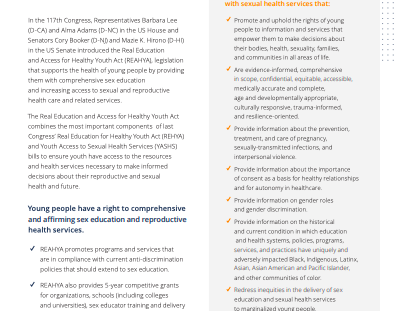 In the 117th Congress, Representatives Barbara Lee
(D-CA) and Alma Adams (D-NC) in the US House and
Senators Cory Booker (D-NJ) and Mazie K. Hirono (D-HI)
in the US Senate introduced the Real Education
and Access for Healthy Youth Act (REAHYA), legislation
that supports the health of young people by providing
them with comprehensive sex education
and increasing access to sexual and reproductive
health care and related services.
The Real Education and Access for Healthy Youth Act
combines the most important components of last
Congress' Real Education for Healthy Youth Act (REHYA)
and Youth Access to Sexual Health Services (YASHS)
bills to ensure youth have access to the resources
and health services necessary to make informed
decisions about their reproductive and sexual
health and future.
Young people have a right to comprehensive
and affirming sex education and reproductive
health services.
✓ REAHYA promotes programs and services that
are in compliance with current anti-discrimination
policies that should extend to sex education.
✓ REAHYA also provides 5-year competitive grants
for organizations, schools (including colleges
and universities), sex educator training and delivery
with sexual health services that:
✓ Promote and uphold the rights of young
people to information and services that
empower them to make decisions about
their bodies, health, sexuality, families,
and communities in all areas of life.
✓ Are evidence-informed, comprehensive
in scope, confidential, equitable, accessible,
medically accurate and complete,
age and developmentally appropriate,
culturally responsive, trauma-informed,
and resilience-oriented.
✓ Provide information about the prevention,
treatment, and care of pregnancy,
sexually-transmitted infections, and
interpersonal violence.
✓ Provide information about the importance
of consent as a basis for healthy relationships
and for autonomy in healthcare.
✓ Provide information on gender roles
and gender discrimination.
✓ Provide information on the historical
and current condition in which education
and health systems, policies, programs,
services, and practices have uniquely and
adversely impacted Black, Indigenous, Latinx,
Asian, Asian American and Pacific Islander,
and other communities of color.
✓ Redress inequities in the delivery of sex
education and sexual health services
to marginalized young people.